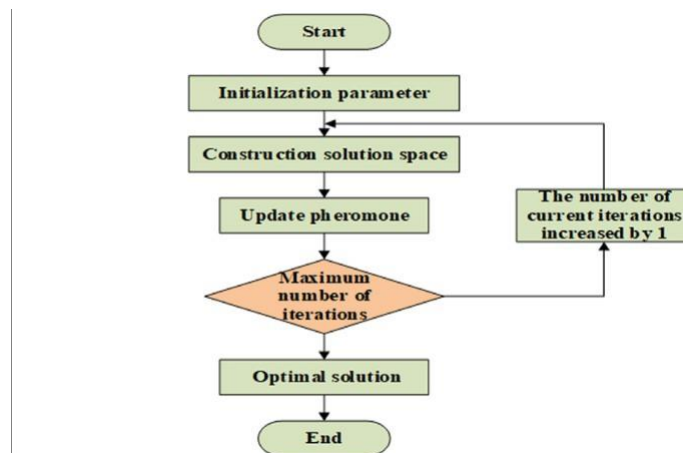 Start
Initialization parameter
Construction solution space
Update pheromone
The number of
current iterations
increased by 1
Maximum
number of
iterations
Optimal solution
End